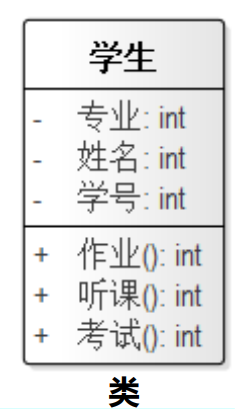 学生
- 专业: int
- 姓名: int
- 学号: int
+ 作业(): int
+ 听课(): int
+ 考试(): int
类